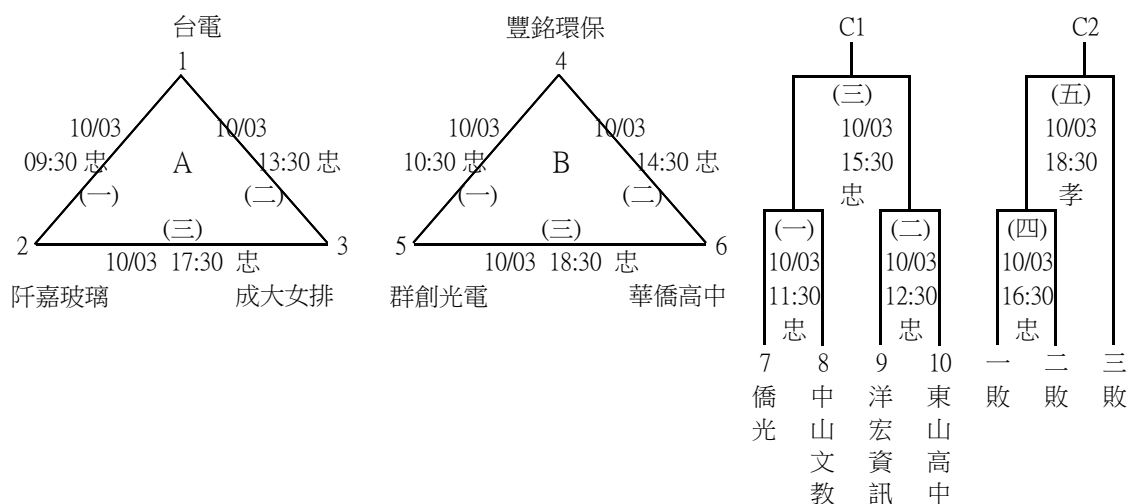 台電
1
10/03
09:30 忠
(一)
10/03
13:30 忠
(二)
A
(三)
2
3
10/03 17:30 忠
阡嘉玻璃
成大女排
豐銘環保
4
10/03
10:30 忠
(一)
10/03
14:30 忠
(二)
B
(三)
5
6
10/03 18:30 忠
群創光電
華僑高中
C1
(三)
10/03
15:30
忠
(一)
10/03
11:30
忠
(二)
10/03
12:30
忠
7
僑光
8
中山文教
9
洋宏資訊
10
東山高中
C2
(五)
10/03
18:30
孝
(四)
10/03
16:30
忠
一敗
二敗
三敗